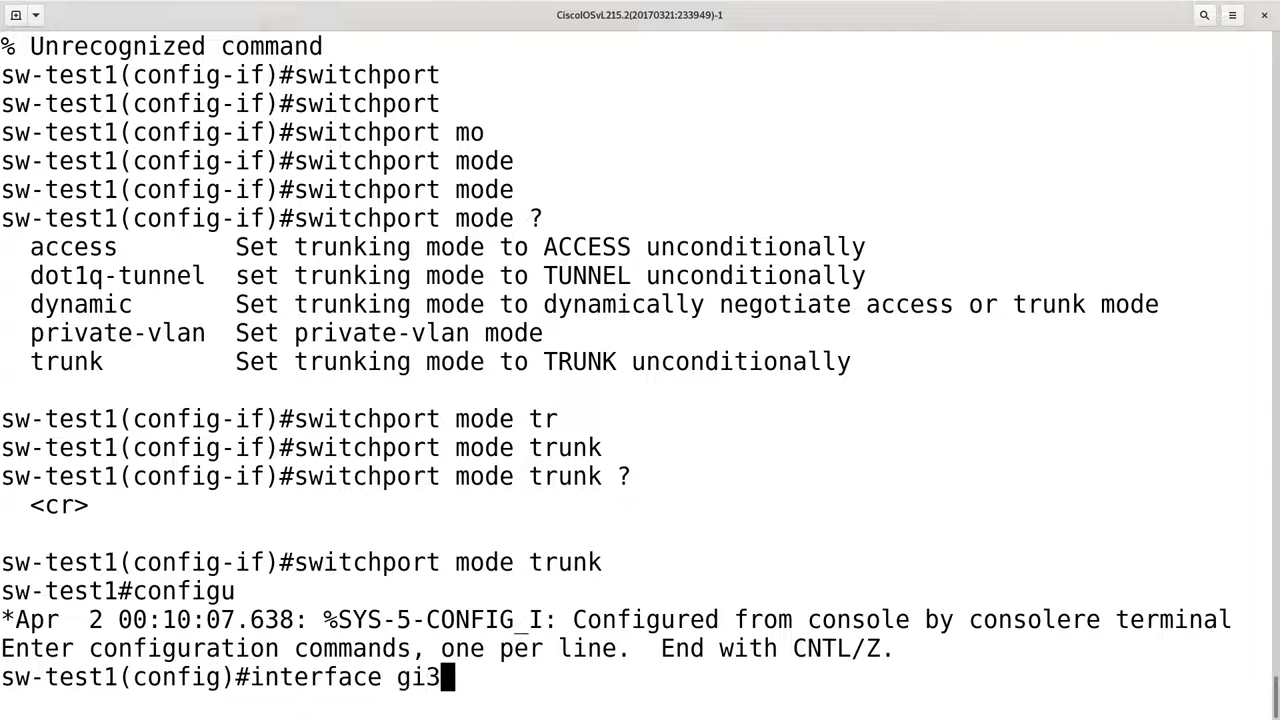 CiscoIOSvL215.2(20170321:233949)-1
% Unrecognized command
sw-test1(config-if)#switchport
sw-test1(config-if)#switchport
sw-test1(config-if)#switchport mo
sw-test1(config-if)#switchport mode
sw-test1(config-if)#switchport mode
sw-test1(config-if)#switchport mode ?
  access        Set trunking mode to ACCESS unconditionally
  dot1q-tunnel  set trunking mode to TUNNEL unconditionally
  dynamic       Set trunking mode to dynamically negotiate access or trunk mode
  private-vlan  Set private-vlan mode
  trunk         Set trunking mode to TRUNK unconditionally
sw-test1(config-if)#switchport mode tr
sw-test1(config-if)#switchport mode trunk
sw-test1(config-if)#switchport mode trunk ?
  <cr>
sw-test1(config-if)#switchport mode trunk
sw-test1#configu
*Apr  2 00:10:07.638: %SYS-5-CONFIG_I: Configured from console by consolere terminal
Enter configuration commands, one per line.  End with CNTL/Z.
sw-test1(config)#interface gi3